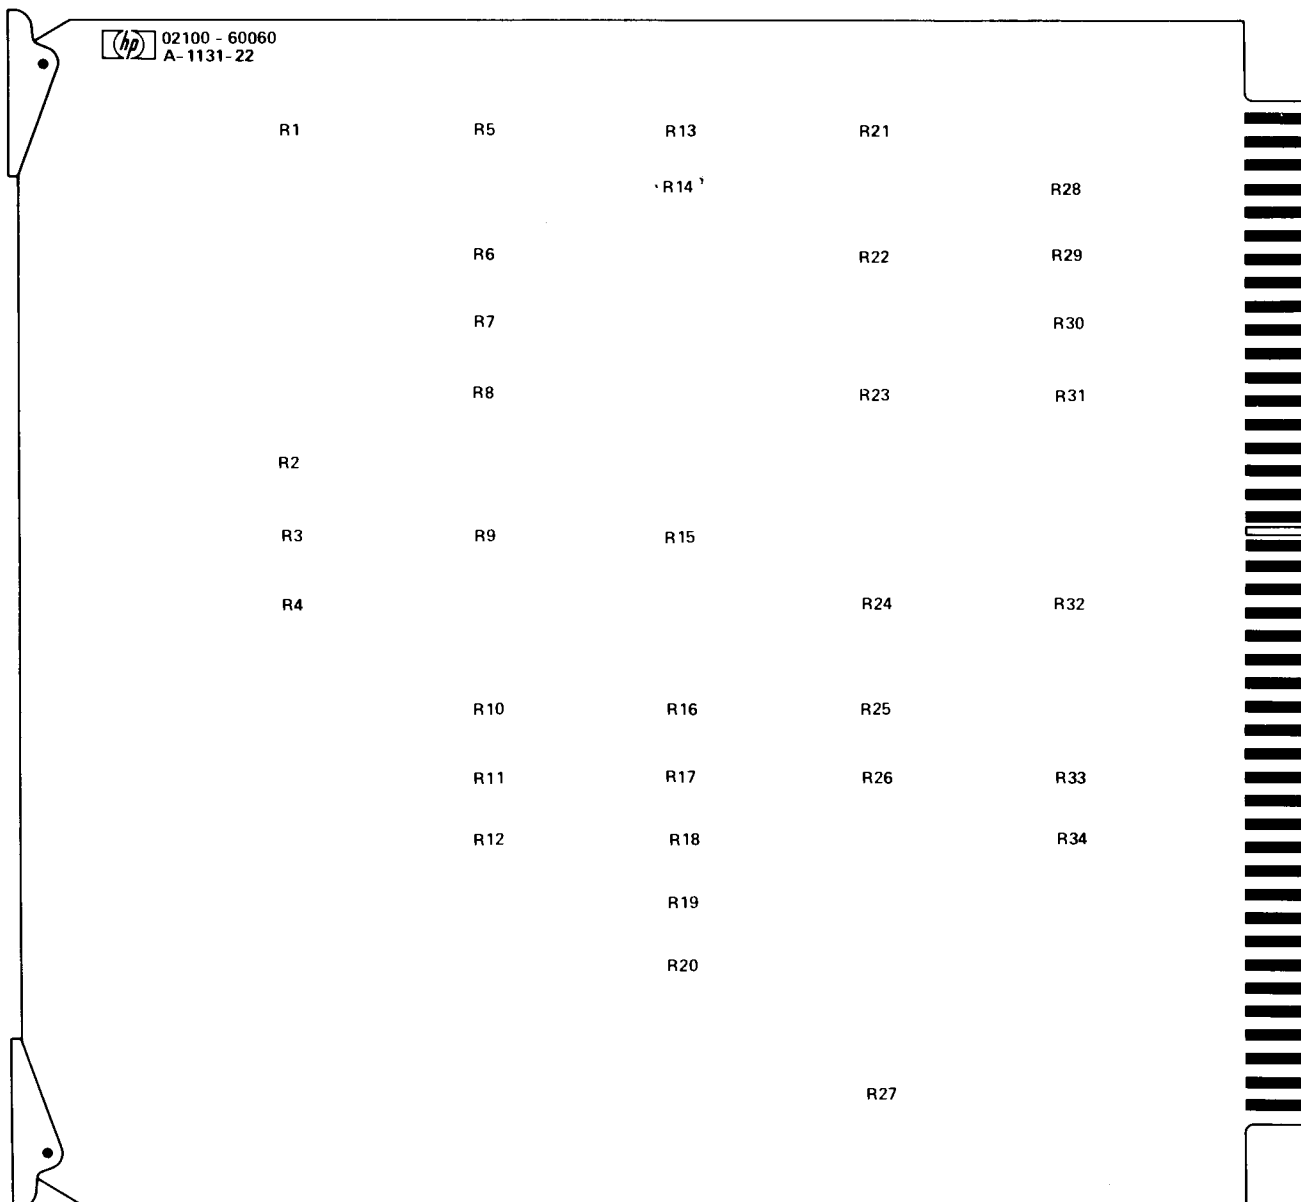 hp 02100 - 60060
A-1131-22
R1 R5 R13 R21
R14 R28
R6 R22 R29
R7 R30
R8 R23 R31
R2
R3 R9 R15
R4 R24 R32
R10 R16 R25
R11 R17 R26 R33
R12 R18 R34
R19
R20
R27